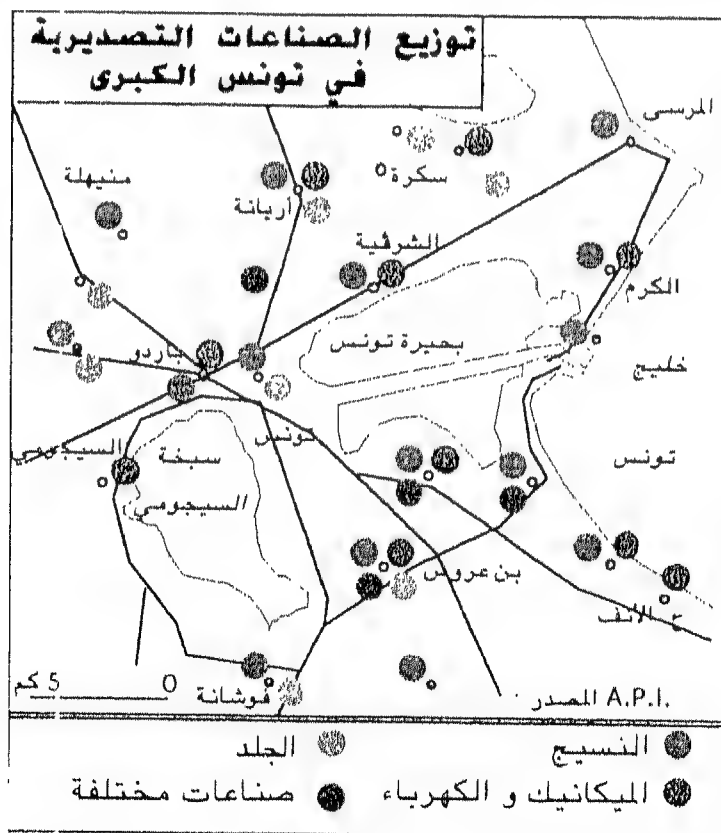 توزيع الصناعات التصديرية
في تونس الكبرى
المرسى
سكرة
منيهلة
أريانة
الشرقية
الكرم
بحيرة تونس
باردو
خليج
تونس
تونس
السيجومي
سبخة
السيجومي
بن عروس
ح الأنف
فوشانة
5 كم 0
المصدر A.P.I.
النسيج
الجلد
الميكانيك و الكهرباء
صناعات مختلفة